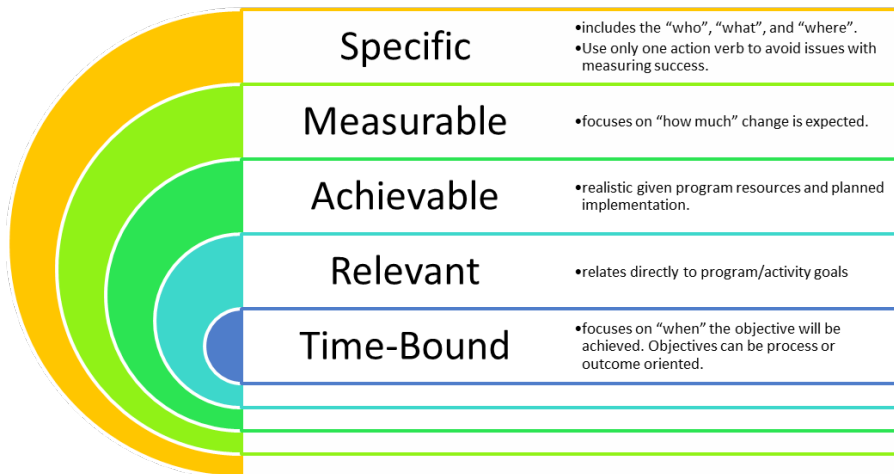 Specific
•includes the “who”, “what”, and “where”.
•Use only one action verb to avoid issues with
measuring success.
Measurable
•focuses on “how much” change is expected.
Achievable
•realistic given program resources and planned
implementation.
Relevant
•relates directly to program/activity goals
Time-Bound
•focuses on “when” the objective will be
achieved. Objectives can be process or
outcome oriented.